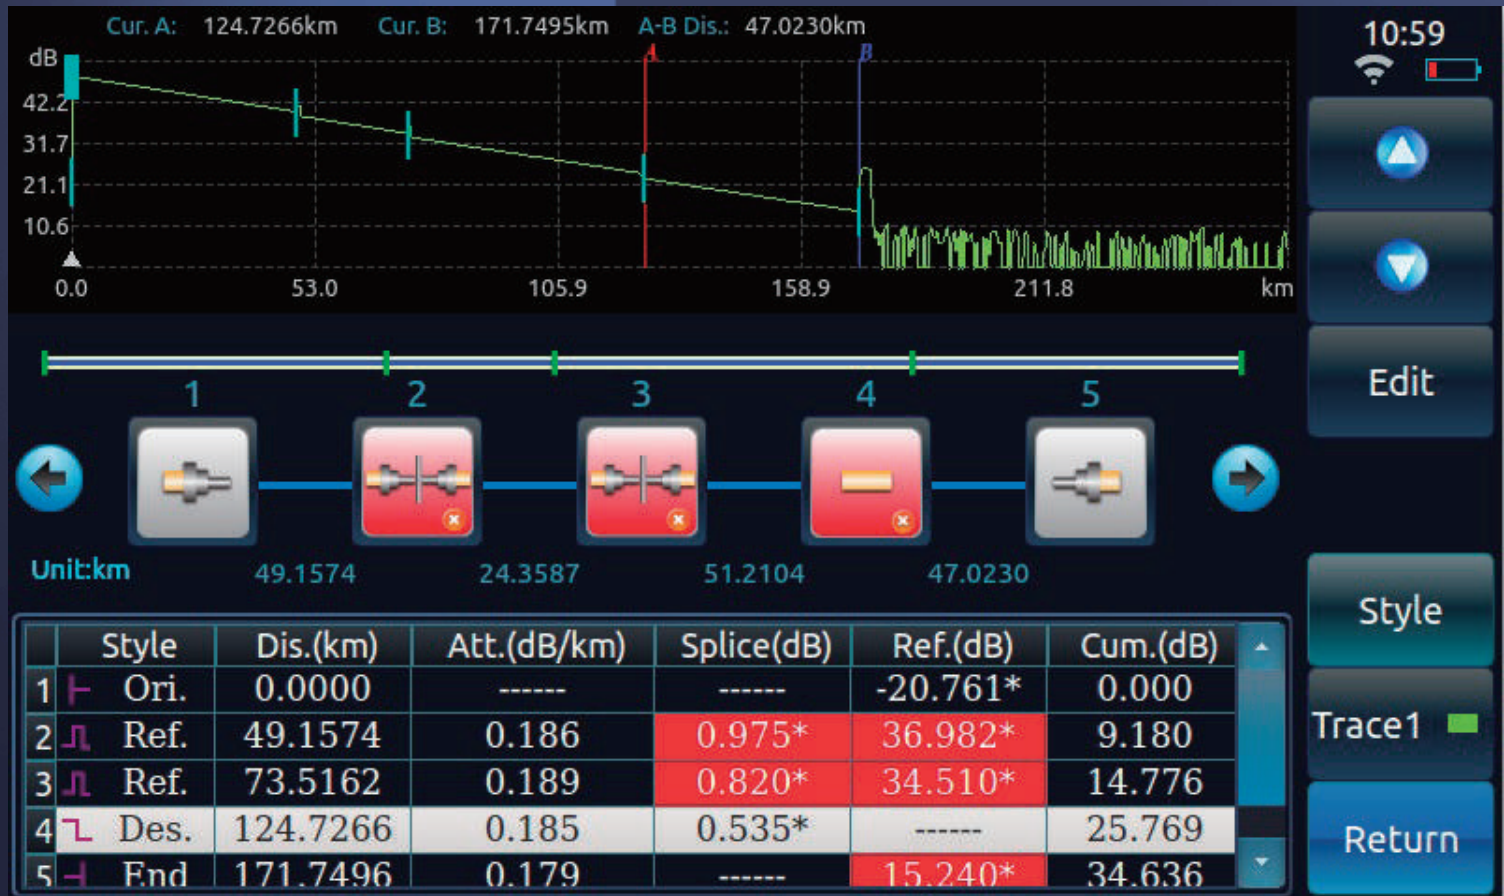 Cur. A: 124.7266km Cur. B: 171.7495km A-B Dis.: 47.0230km
10:59
A B
dB
42.2
31.7
21.1
10.6
0.0 53.0 105.9 158.9 211.8 km
Edit
1 2 3 4 5
Unit:km 49.1574 24.3587 51.2104 47.0230
Style
Style Dis.(km) Att.(dB/km) Splice(dB) Ref.(dB) Cum.(dB)
1 Ori. 0.0000 ------ ------ -20.761* 0.000
2 Ref. 49.1574 0.186 0.975* 36.982* 9.180
3 Ref. 73.5162 0.189 0.820* 34.510* 14.776
4 Des. 124.7266 0.185 0.535* ------ 25.769
5 End 171.7496 0.179 ------ 15.240* 34.636
Trace1
Return